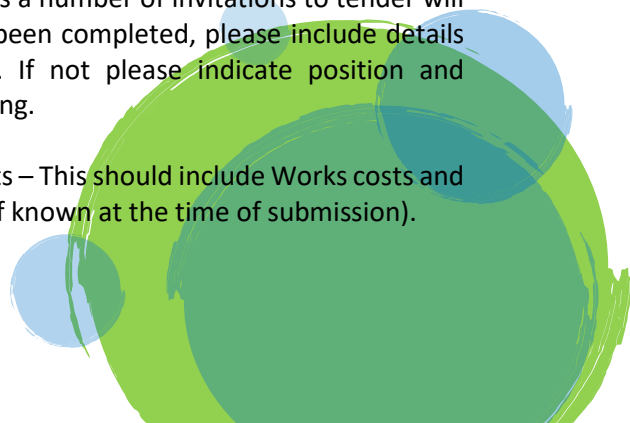 s a number of invitations to tender will
been completed, please include details
. If not please indicate position and
ng.
ts – This should include Works costs and
f known at the time of submission).